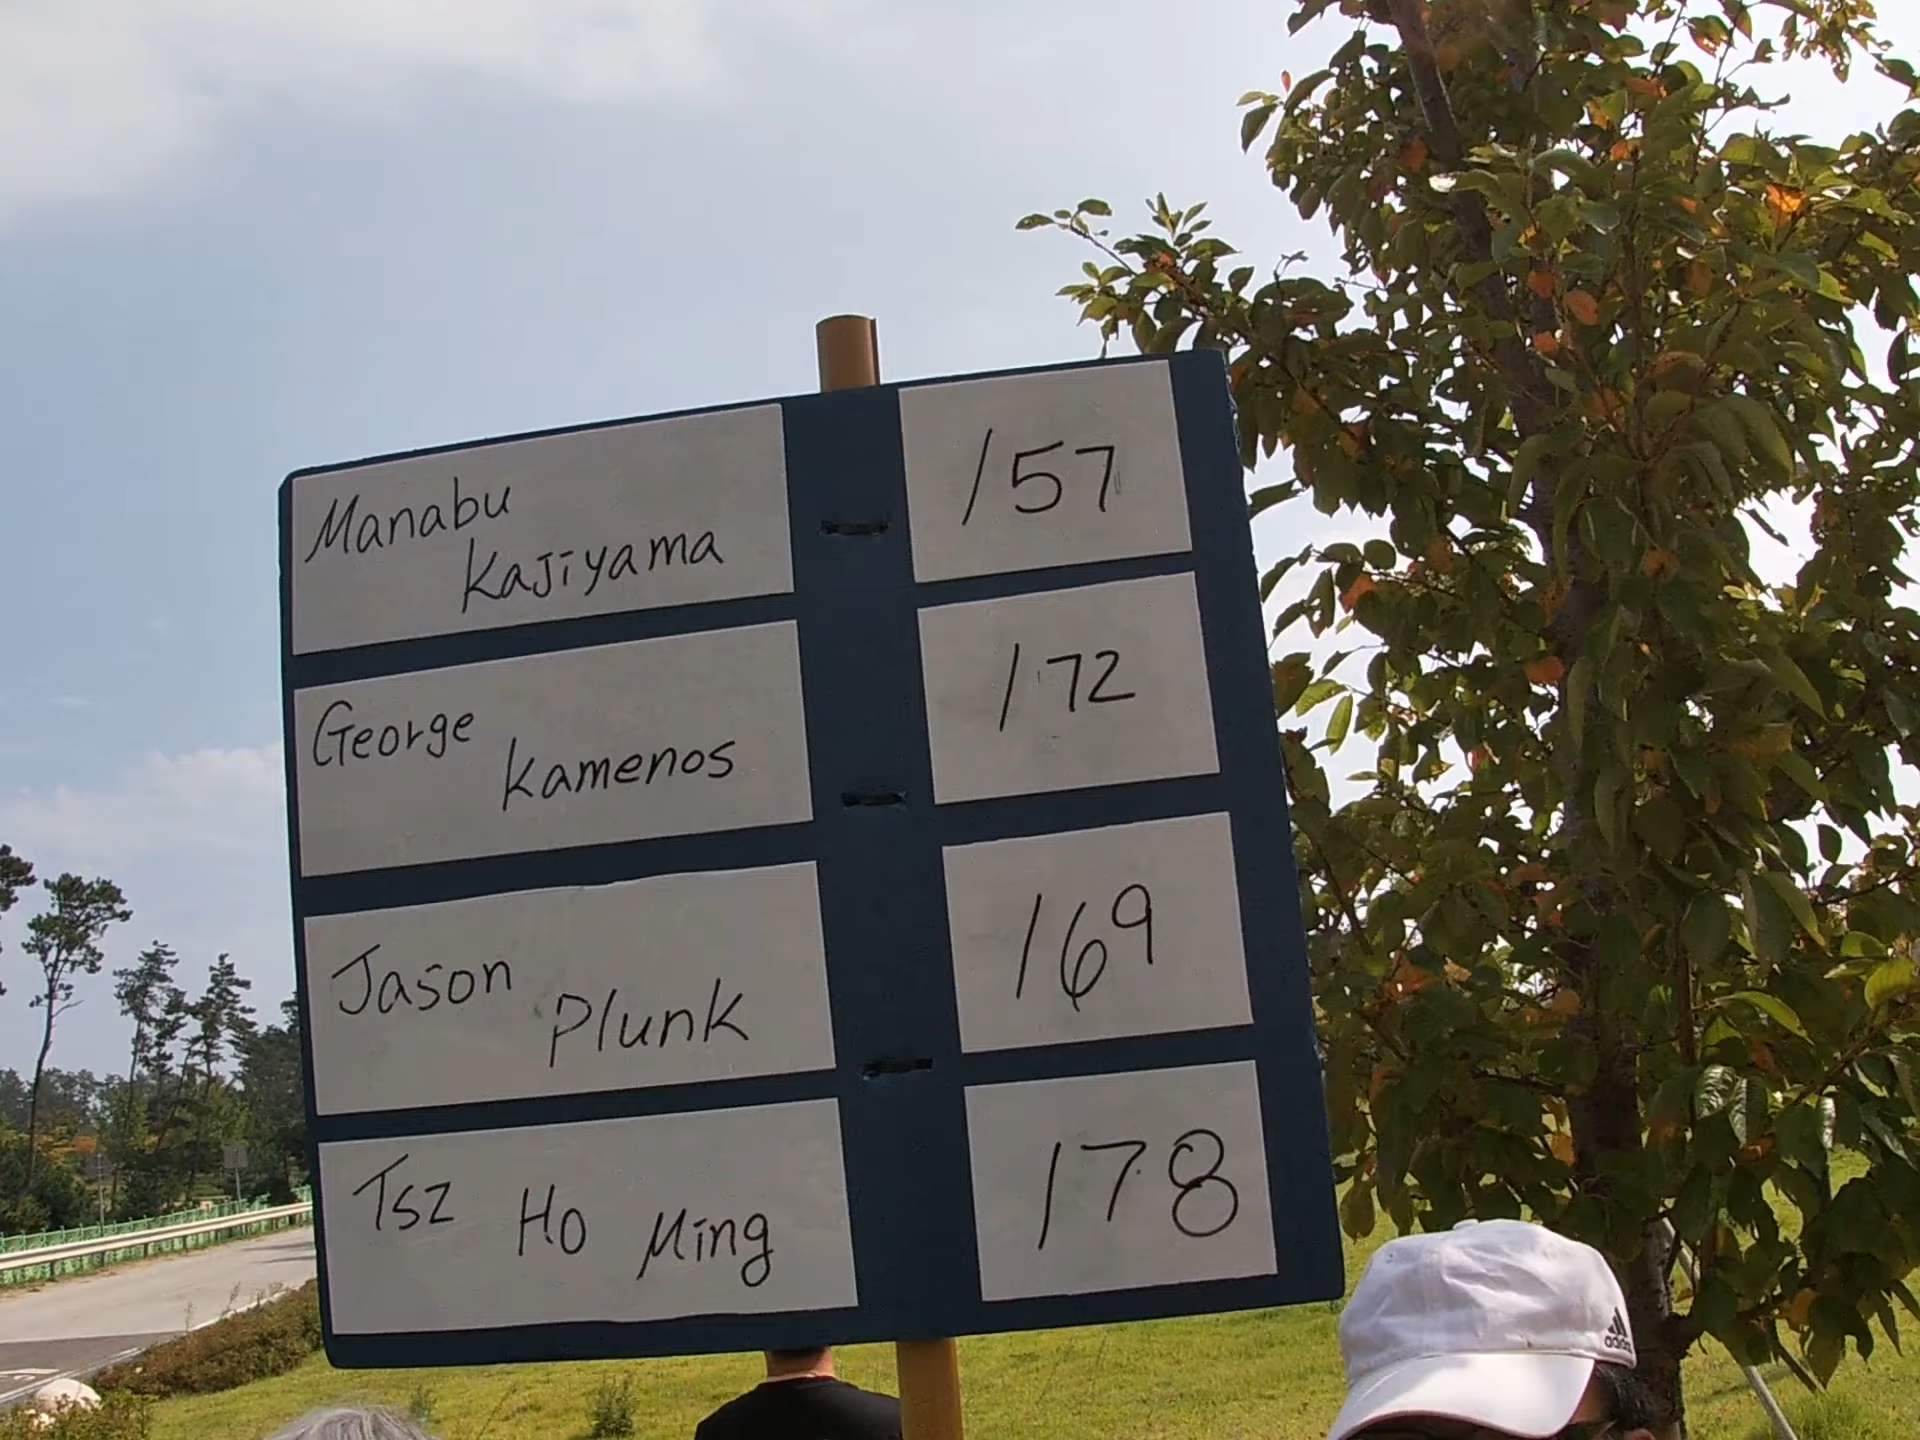 Manabu
Kajiyama
157
George
Kamenos
172
Jason
Plunk
169
Tsz Ho Ming
178
adidas